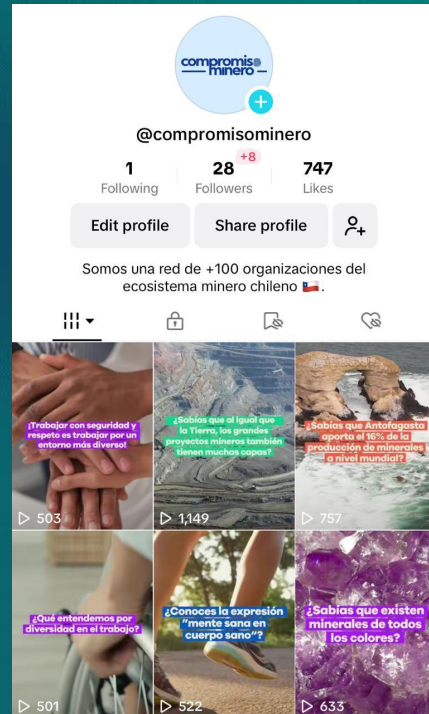 compromiso
minero
@compromisominero
+8
1
28
747
Following
Followers
Likes
Edit profile
Share profile
Somos una red de +100 organizaciones del
ecosistema minero chileno 🇨🇱.
¡Trabajar con seguridad y
respeto es trabajar por un
entorno más diverso!
503
¿Sabías que al igual que
la Tierra, los grandes
proyectos mineros también
tienen muchas capas?
1,149
¿Sabías que Antofagasta
aporta el 16% de la
producción de minerales
a nivel mundial?
757
¿Qué entendemos por
diversidad en el trabajo?
501
¿Conoces la expresión
"mente sana en
cuerpo sano"?
522
¿Sabías que existen
minerales de todos
los colores?
633